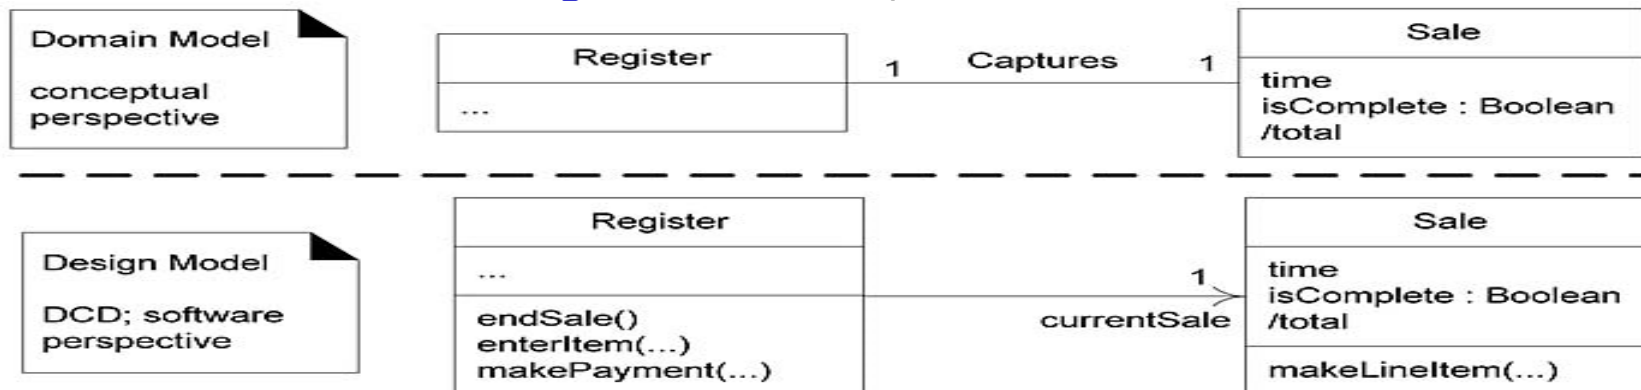 Domain Model
conceptual
perspective
Register
...
1
Captures
1
Sale
time
isComplete : Boolean
/total
Design Model
DCD; software
perspective
Register
...
endSale()
enterItem(...)
makePayment(...)
1
currentSale
Sale
time
isComplete : Boolean
/total
makeLineItem(...)